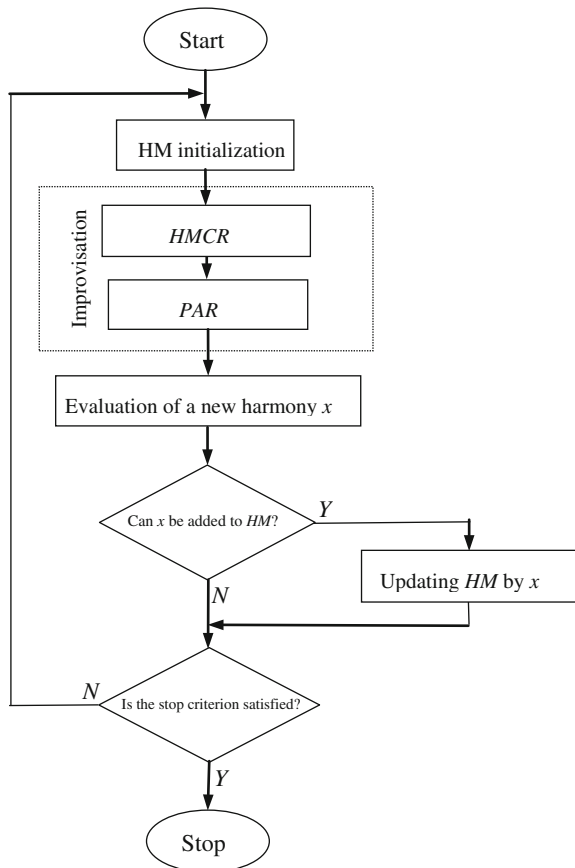 Start
HM initialization
Improvisation
HMCR
PAR
Evaluation of a new harmony x
Can x be added to HM?
Y
Updating HM by x
N
Is the stop criterion satisfied?
N
Y
Stop